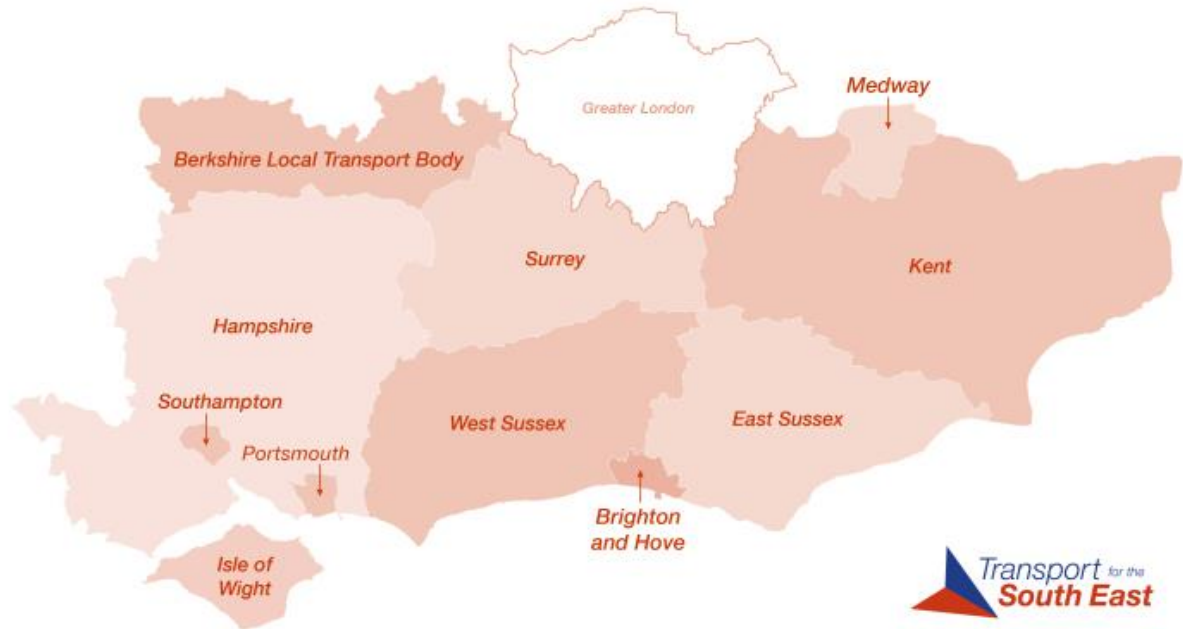 Greater London
Medway
Berkshire Local Transport Body
Surrey
Kent
Hampshire
Southampton
West Sussex
East Sussex
Portsmouth
Brighton
and Hove
Isle of
Wight
Transport for the
South East